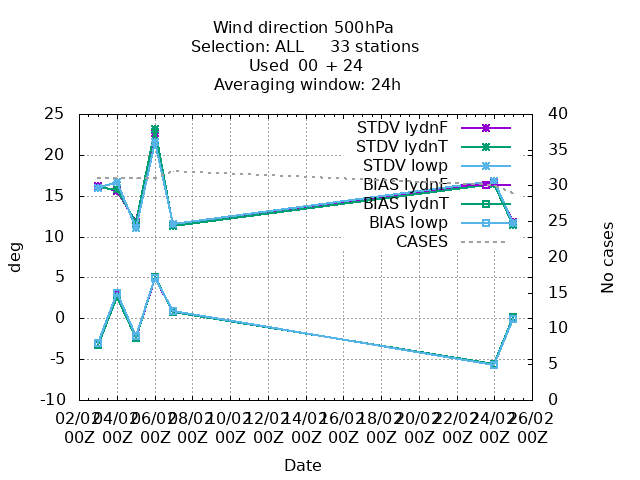 Wind direction 500hPa
Selection: ALL 33 stations
Used 00 + 24
Averaging window: 24h
25
20
15
10
5
0
-5
-10
deg
40
35
30
25
20
15
10
5
0
No cases
STDV lydnF
STDV lydnT
STDV lowp
BIAS lydnF
BIAS lydnT
BIAS lowp
CASES
02/02 04/02 06/02 08/02 10/02 12/02 14/02 16/02 18/02 20/02 22/02 24/02 26/02
00Z 00Z 00Z 00Z 00Z 00Z 00Z 00Z 00Z 00Z 00Z 00Z 00Z
Date